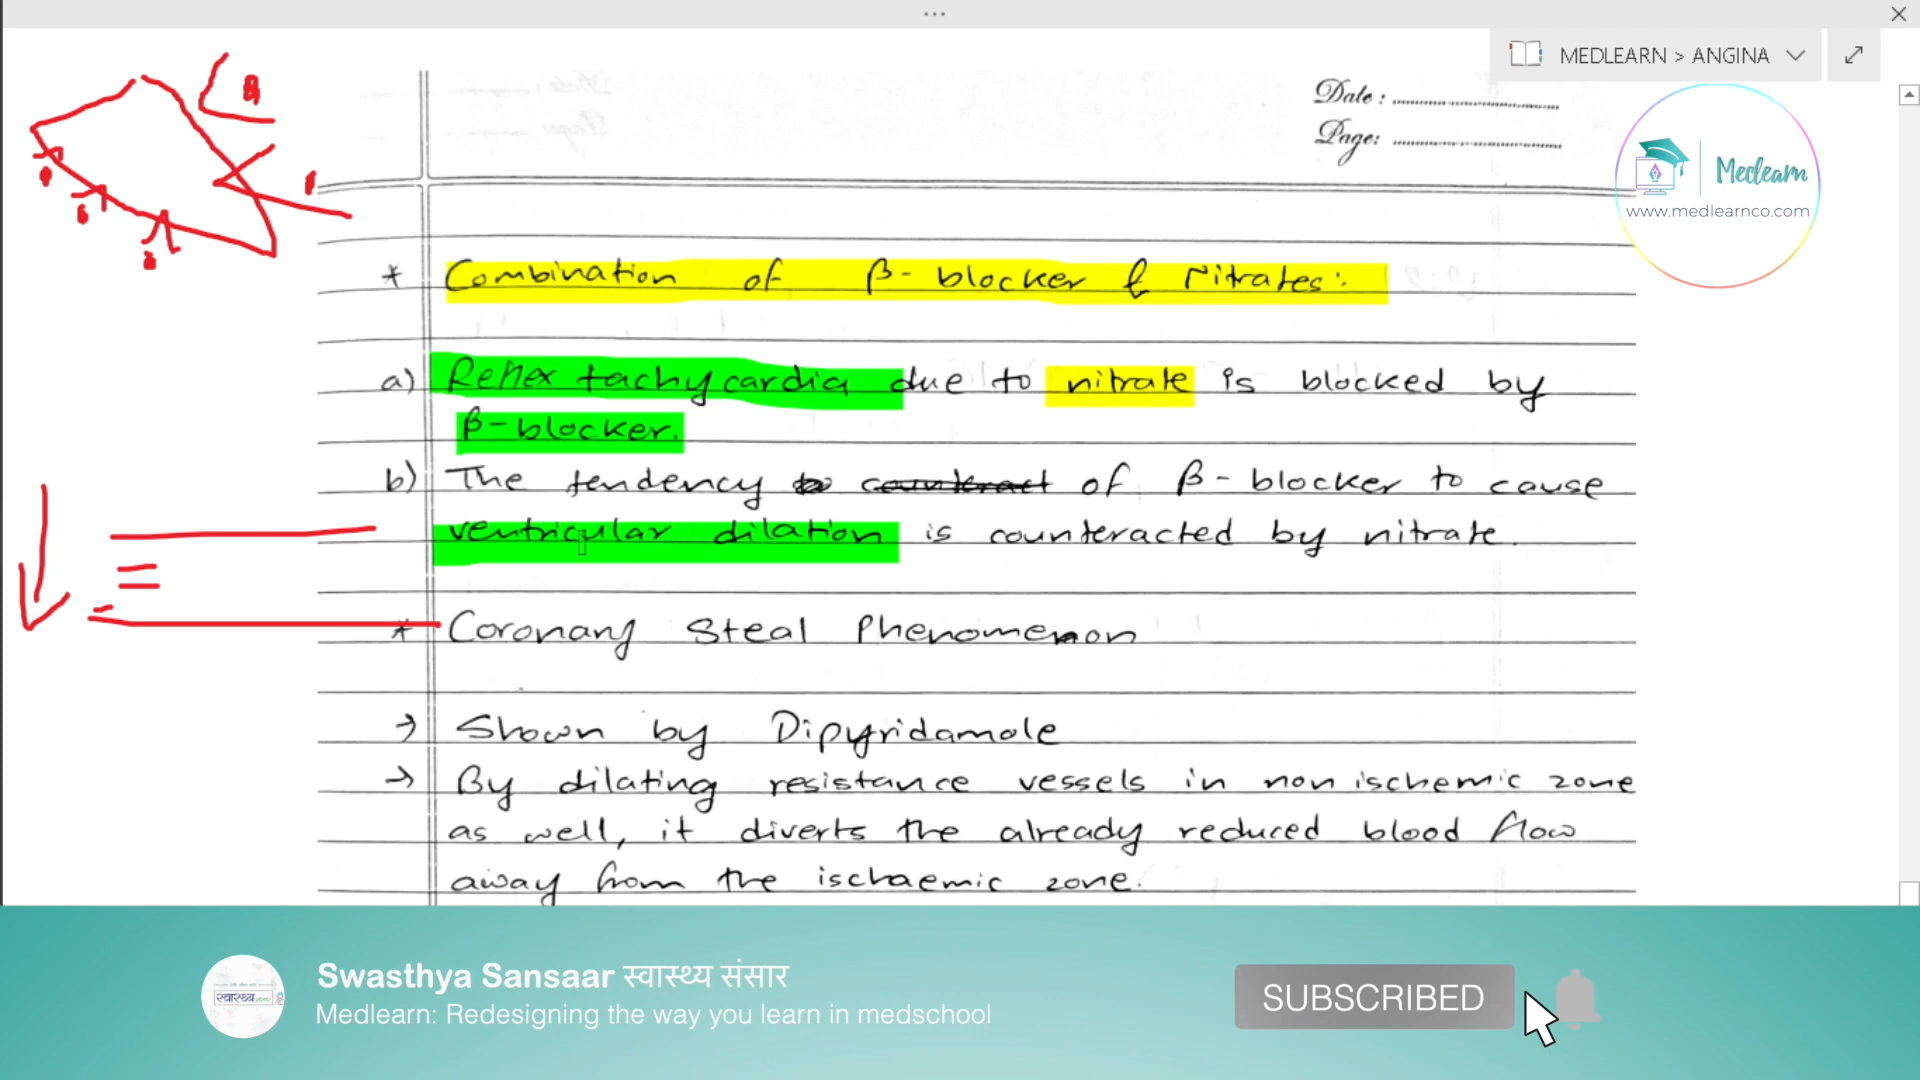 MEDLEARN > ANGINA
Date :
Page:
Medlearn
www.medlearnco.com
* Combination of β-blocker & Nitrates:
a) Reflex tachycardia due to nitrate is blocked by
β-blocker.
b) The tendency to counteract of β-blocker to cause
ventricular dilation is counteracted by nitrate.
* Coronary Steal Phenomenon
→ Shown by Dipyridamole
→ By dilating resistance vessels in non ischemic zone
as well, it diverts the already reduced blood flow
away from the ischaemic zone.
स्वास्थ्य
Swasthya Sansaar स्वास्थ्य संसार
Medlearn: Redesigning the way you learn in medschool
SUBSCRIBED